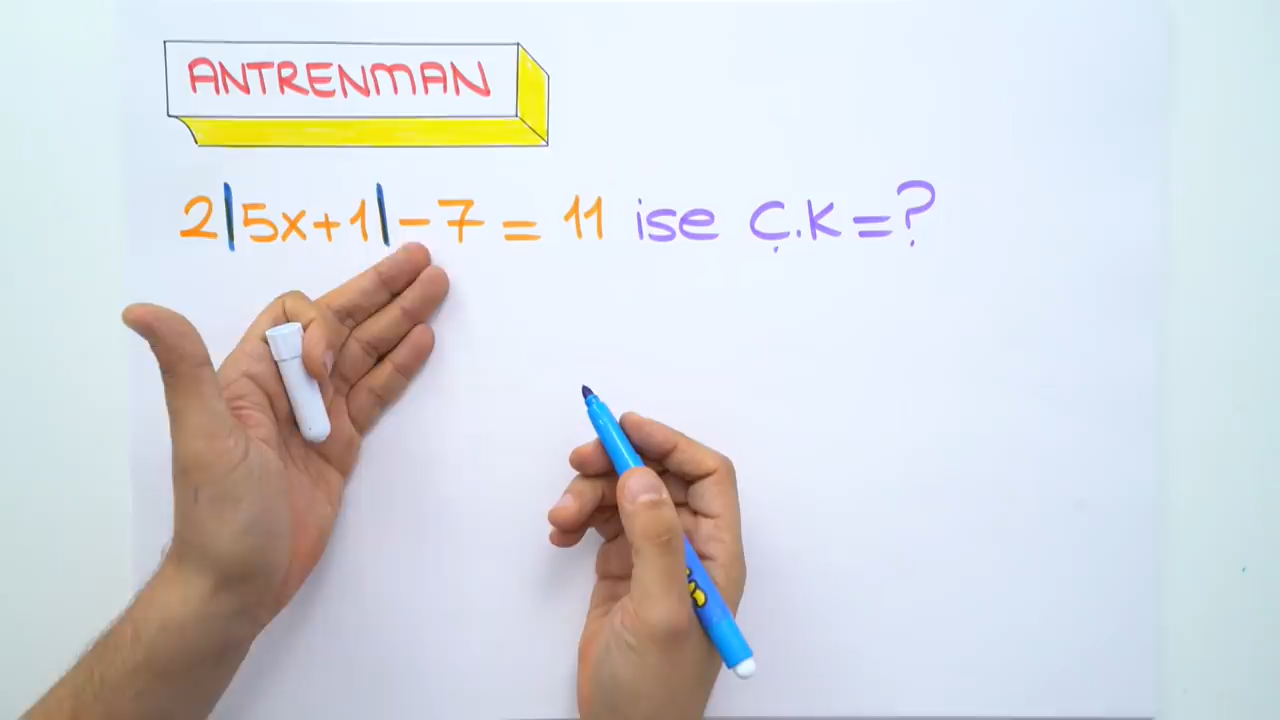 ANTRENMAN
2|5x+1|-7 = 11 ise Ç.K=?